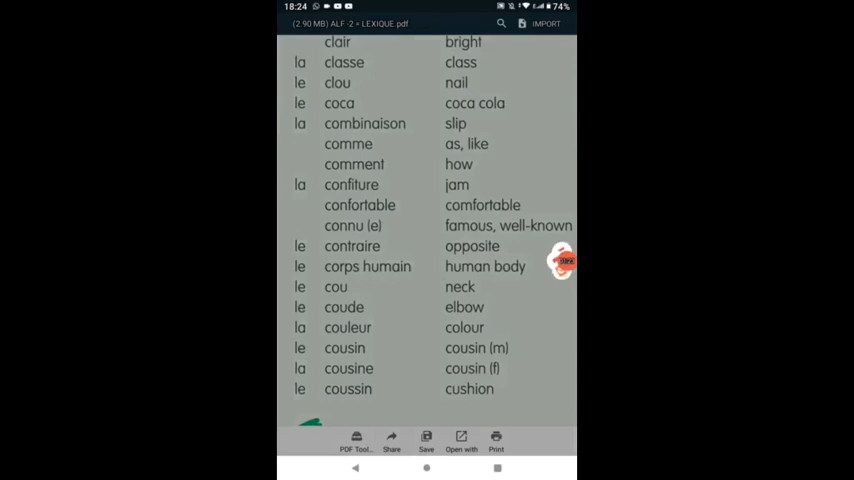 18:24 74%
(2.90 MB) ALF -2 = LEXIQUE.pdf IMPORT
clair bright
la classe class
le clou nail
le coca coca cola
la combinaison slip
comme as, like
comment how
la confiture jam
confortable comfortable
connu (e) famous, well-known
le contraire opposite
le corps humain human body
le cou neck
le coude elbow
la couleur colour
le cousin cousin (m)
la cousine cousin (f)
le coussin cushion
PDF Tool... Share Save Open with Print